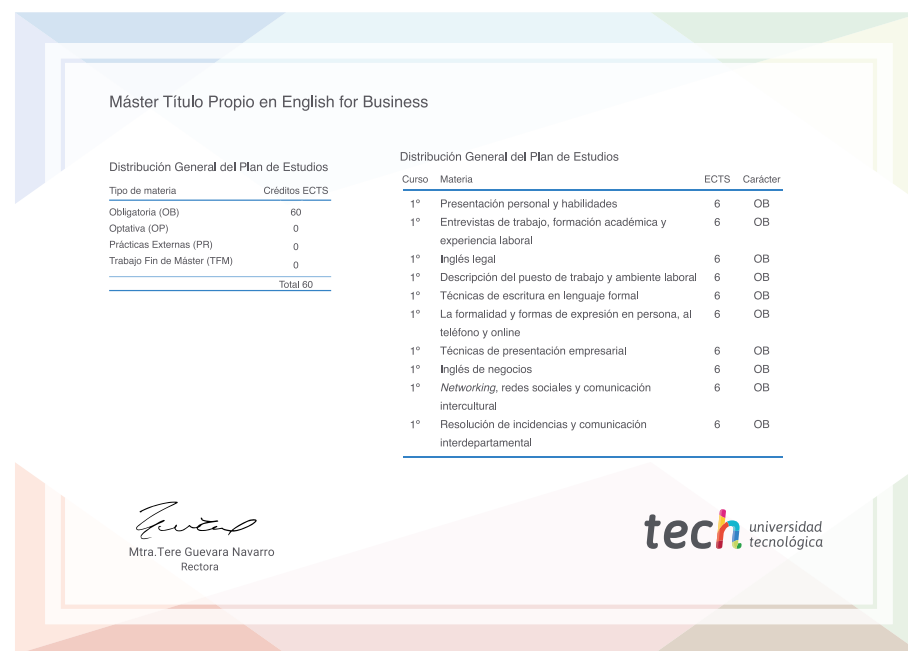 Máster Título Propio en English for Business
Distribución General del Plan de Estudios
Tipo de materia Créditos ECTS
Obligatoria (OB) 60
Optativa (OP) 0
Prácticas Externas (PR) 0
Trabajo Fin de Máster (TFM) 0
Total 60
Distribución General del Plan de Estudios
Curso Materia ECTS Carácter
1º Presentación personal y habilidades 6 OB
1º Entrevistas de trabajo, formación académica y 6 OB
experiencia laboral
1º Inglés legal 6 OB
1º Descripción del puesto de trabajo y ambiente laboral 6 OB
1º Técnicas de escritura en lenguaje formal 6 OB
1º La formalidad y formas de expresión en persona, al 6 OB
teléfono y online
1º Técnicas de presentación empresarial 6 OB
1º Inglés de negocios 6 OB
1º Networking, redes sociales y comunicación 6 OB
intercultural
1º Resolución de incidencias y comunicación 6 OB
interdepartamental
Mtra.Tere Guevara Navarro
Rectora
tech universidad
tecnológica